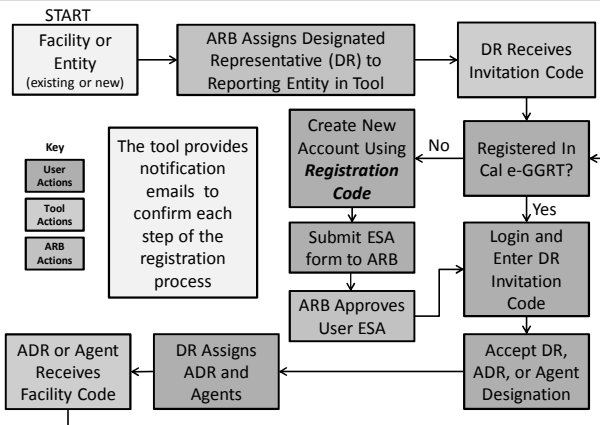 START
Facility or
Entity
(existing or new)
ARB Assigns Designated
Representative (DR) to
Reporting Entity in Tool
DR Receives
Invitation Code
Key
User
Actions
Tool
Actions
ARB
Actions
The tool provides
notification
emails to
confirm each
step of the
registration
process
Create New
Account Using
Registration
Code
No
Registered In
Cal e-GGRT?
Yes
Submit ESA
form to ARB
Login and
Enter DR
Invitation
Code
ARB Approves
User ESA
ADR or Agent
Receives
Facility Code
DR Assigns
ADR and
Agents
Accept DR,
ADR, or Agent
Designation